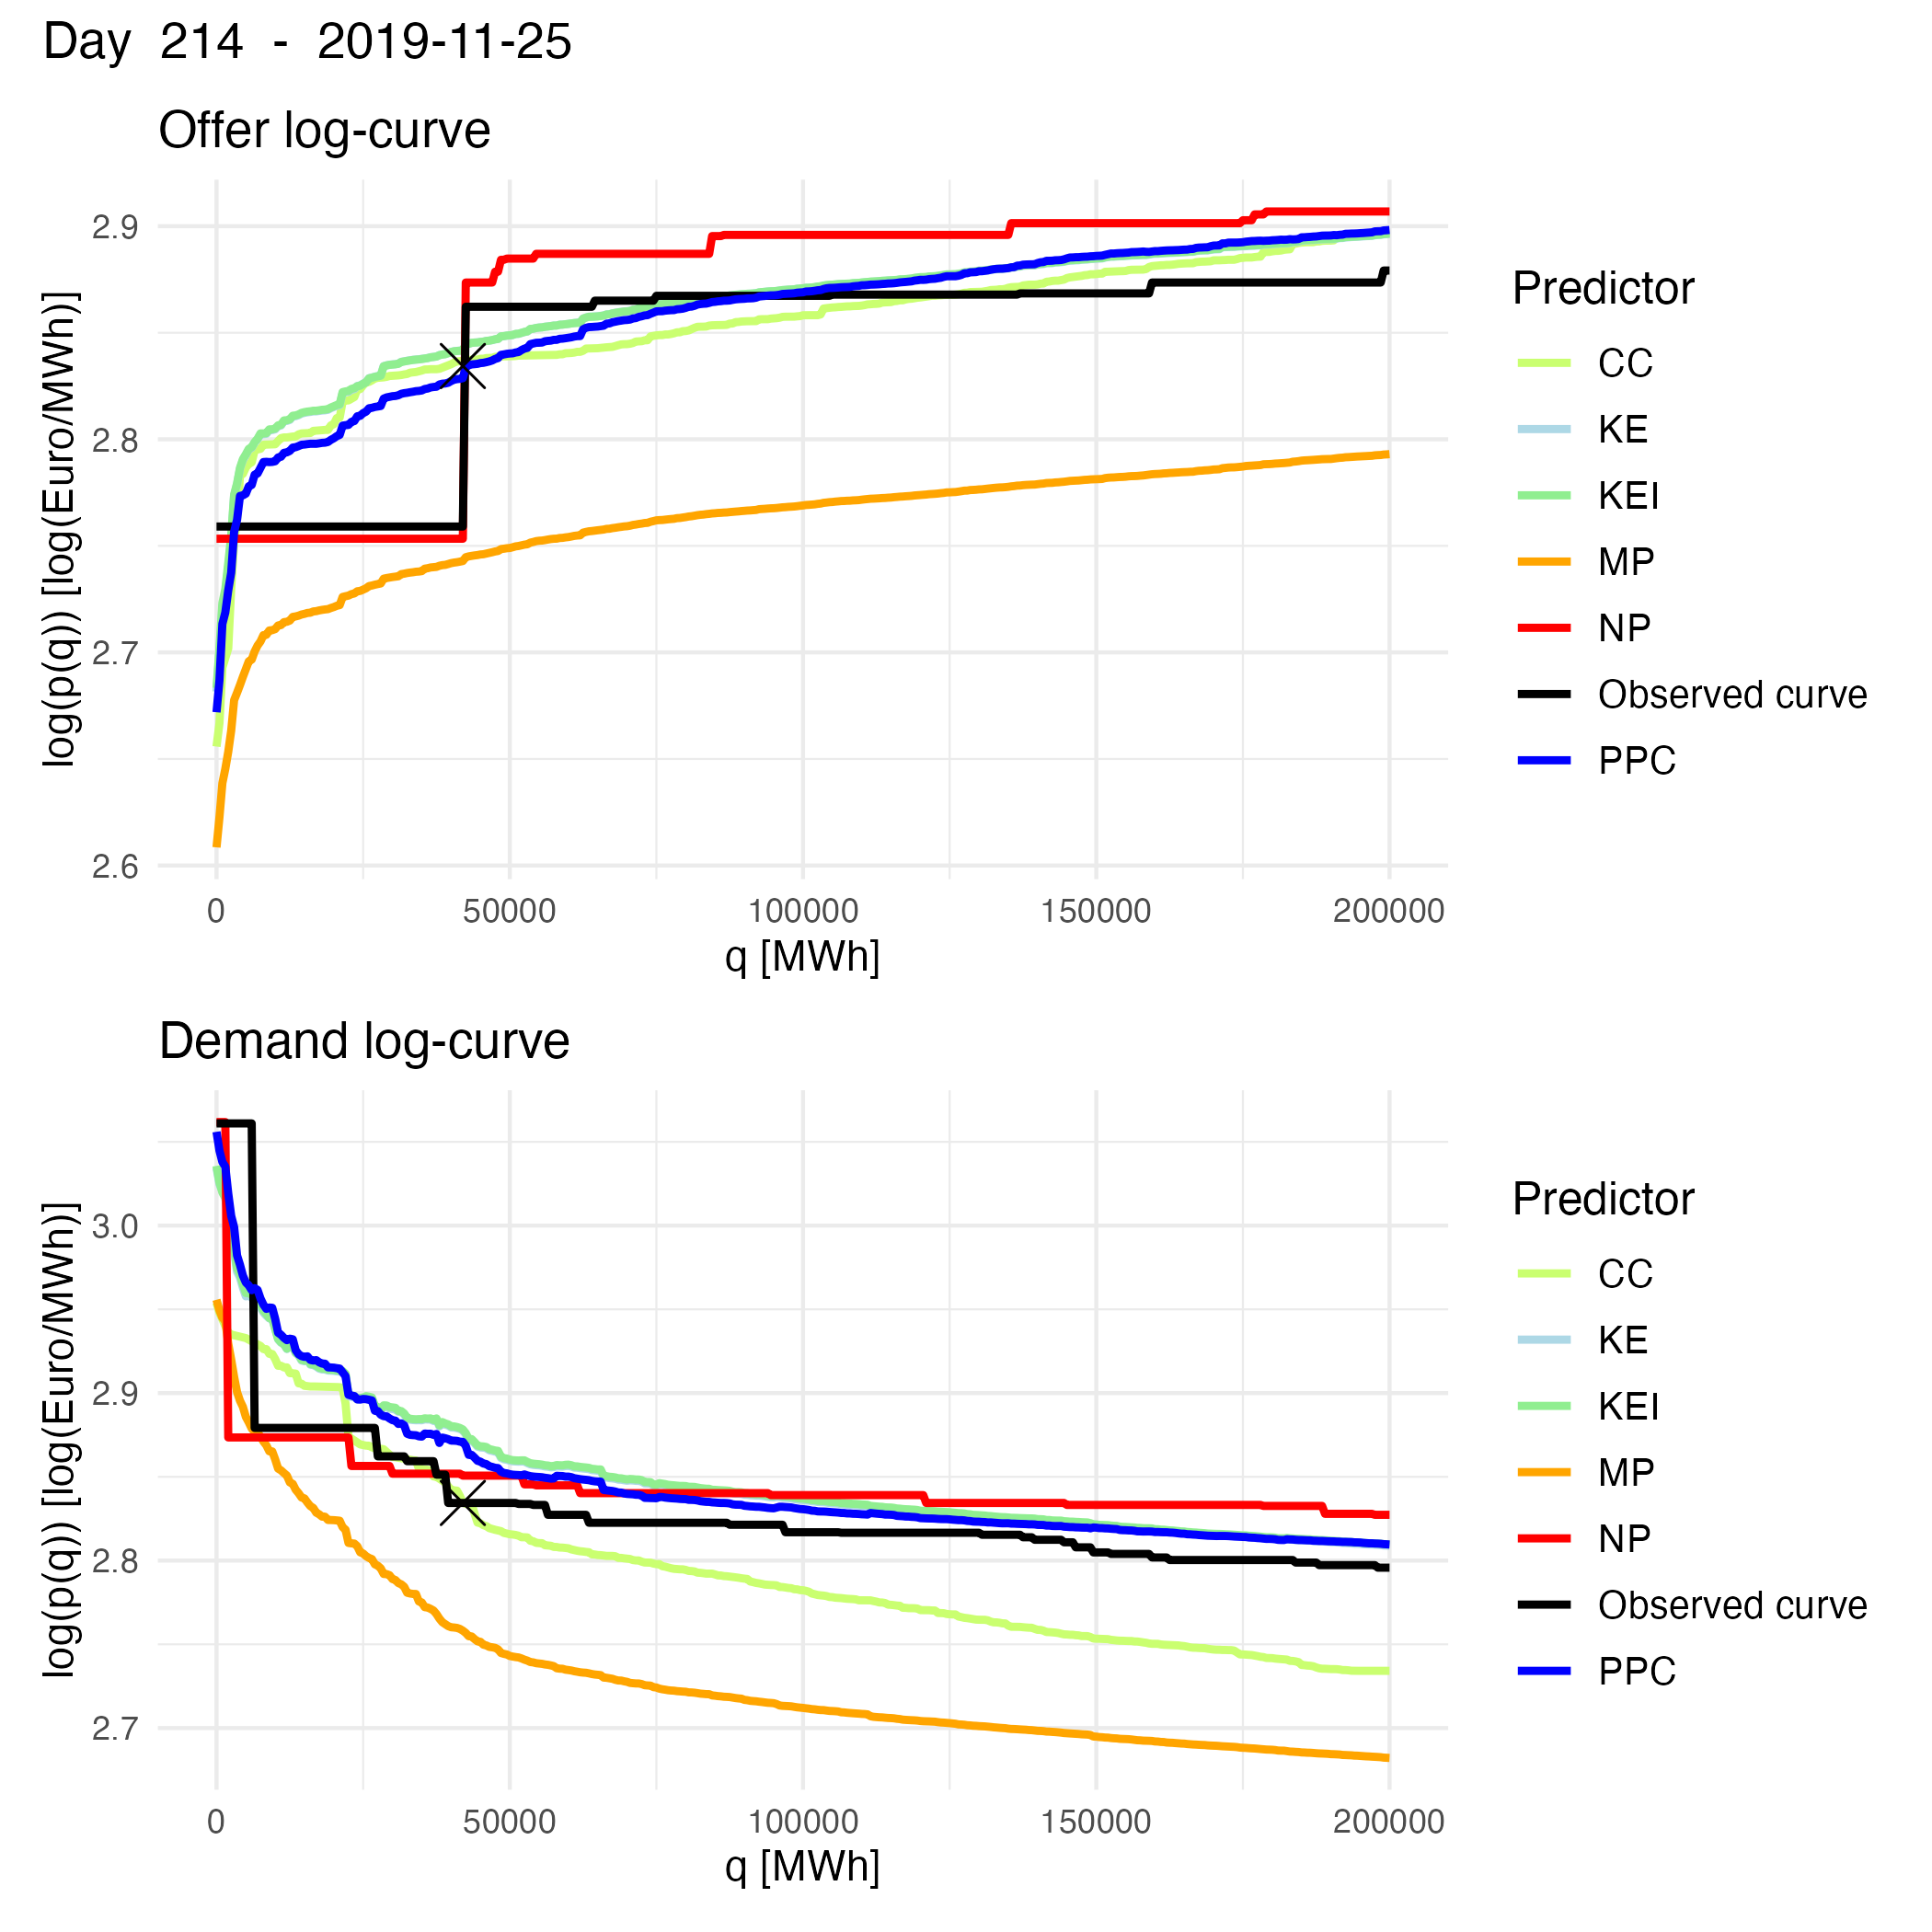 Day 214 - 2019-11-25
Offer log-curve
log(p(q)) [log(Euro/MWh)]
2.9
2.8
2.7
2.6
0 50000 100000 150000 200000
q [MWh]
Predictor
CC
KE
KEI
MP
NP
Observed curve
PPC
Demand log-curve
log(p(q)) [log(Euro/MWh)]
3.0
2.9
2.8
2.7
0 50000 100000 150000 200000
q [MWh]
Predictor
CC
KE
KEI
MP
NP
Observed curve
PPC